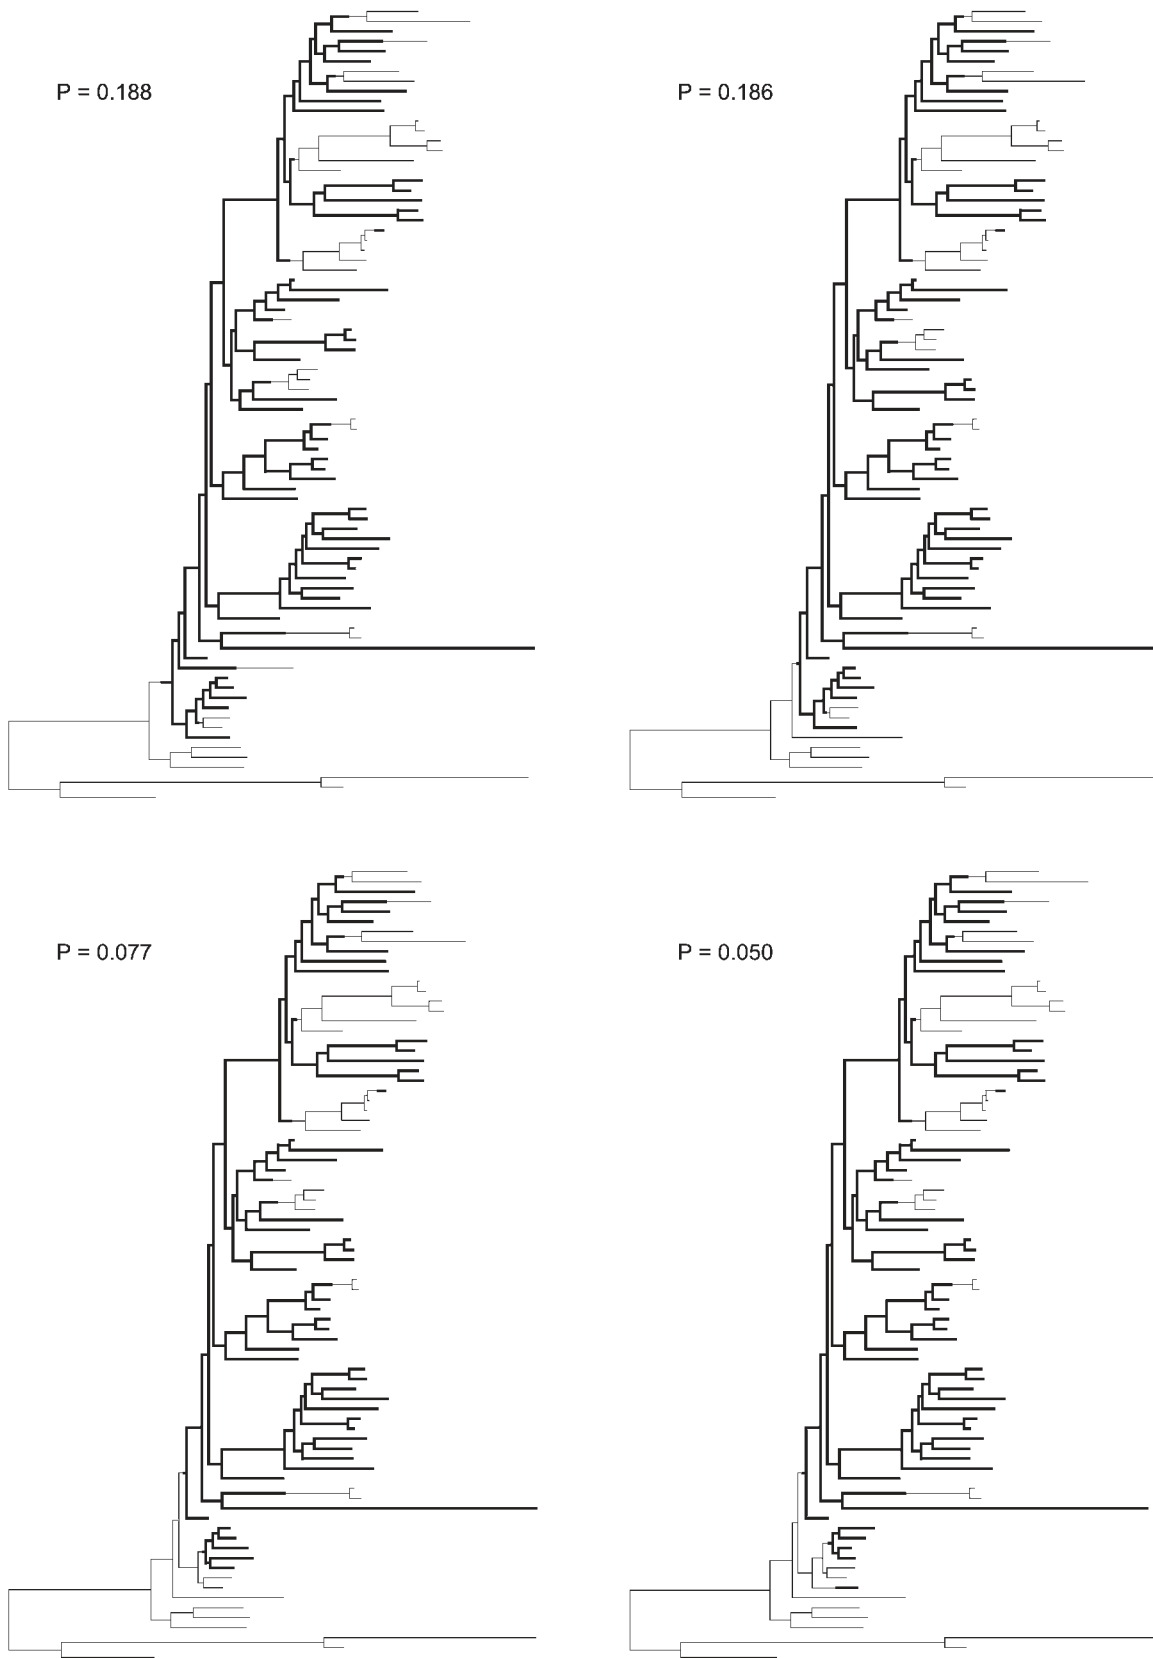 P = 0.188
P = 0.186
P = 0.077
P = 0.050